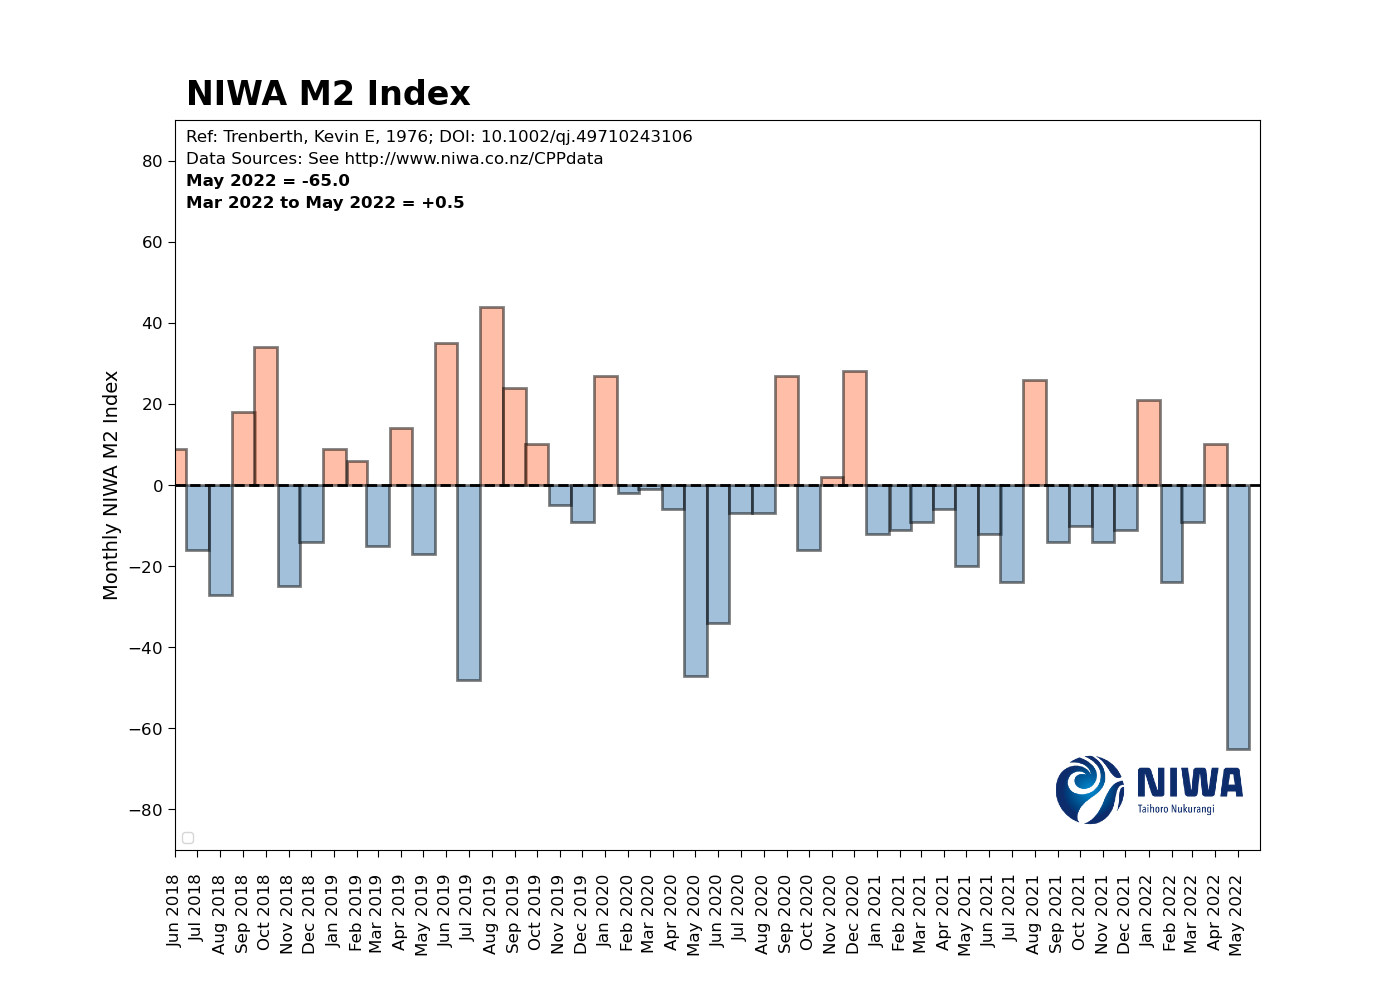 NIWA M2 Index
Ref: Trenberth, Kevin E, 1976; DOI: 10.1002/qj.49710243106
Data Sources: See http://www.niwa.co.nz/CPPdata
May 2022 = -65.0
Mar 2022 to May 2022 = +0.5
Monthly NIWA M2 Index
80
60
40
20
0
−20
−40
−60
−80
NIWA
Taihoro Nukurangi
Jun 2018
Jul 2018
Aug 2018
Sep 2018
Oct 2018
Nov 2018
Dec 2018
Jan 2019
Feb 2019
Mar 2019
Apr 2019
May 2019
Jun 2019
Jul 2019
Aug 2019
Sep 2019
Oct 2019
Nov 2019
Dec 2019
Jan 2020
Feb 2020
Mar 2020
Apr 2020
May 2020
Jun 2020
Jul 2020
Aug 2020
Sep 2020
Oct 2020
Nov 2020
Dec 2020
Jan 2021
Feb 2021
Mar 2021
Apr 2021
May 2021
Jun 2021
Jul 2021
Aug 2021
Sep 2021
Oct 2021
Nov 2021
Dec 2021
Jan 2022
Feb 2022
Mar 2022
Apr 2022
May 2022